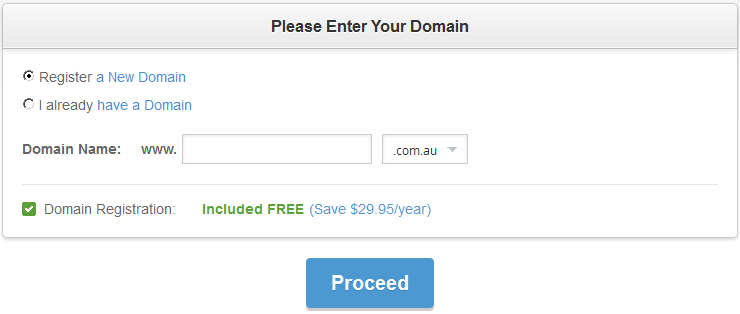 Please Enter Your Domain
Register a New Domain
I already have a Domain
Domain Name: www. .com.au
Domain Registration: Included FREE (Save $29.95/year)
Proceed